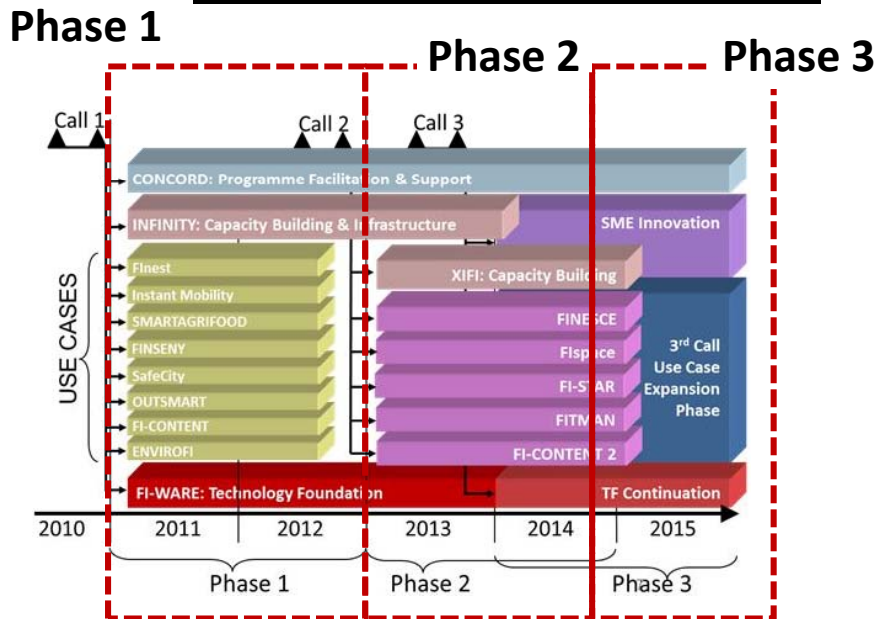 Phase 1
Phase 2
Phase 3
Call 1
Call 2
Call 3
CONCORD: Programme Facilitation & Support
INFINITY: Capacity Building & Infrastructure
SME Innovation
USE CASES
FInest
Instant Mobility
SMARTAGRIFOOD
FINSENY
SafeCity
OUTSMART
FI-CONTENT
ENVIROFI
XIFI: Capacity Building
FINESCE
FIspace
FI-STAR
FITMAN
FI-CONTENT 2
3rd Call
Use Case
Expansion
Phase
FI-WARE: Technology Foundation
TF Continuation
2010 2011 2012 2013 2014 2015
Phase 1 Phase 2 Phase 3